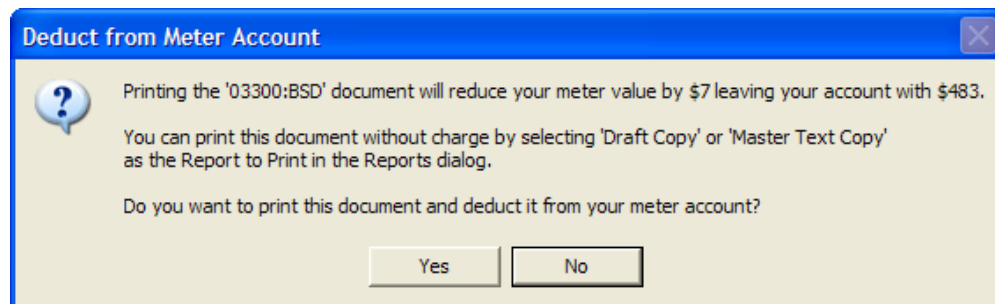 Deduct from Meter Account
Printing the '03300:BSD' document will reduce your meter value by $7 leaving your account with $483.
You can print this document without charge by selecting 'Draft Copy' or 'Master Text Copy'
as the Report to Print in the Reports dialog.
Do you want to print this document and deduct it from your meter account?
Yes
No